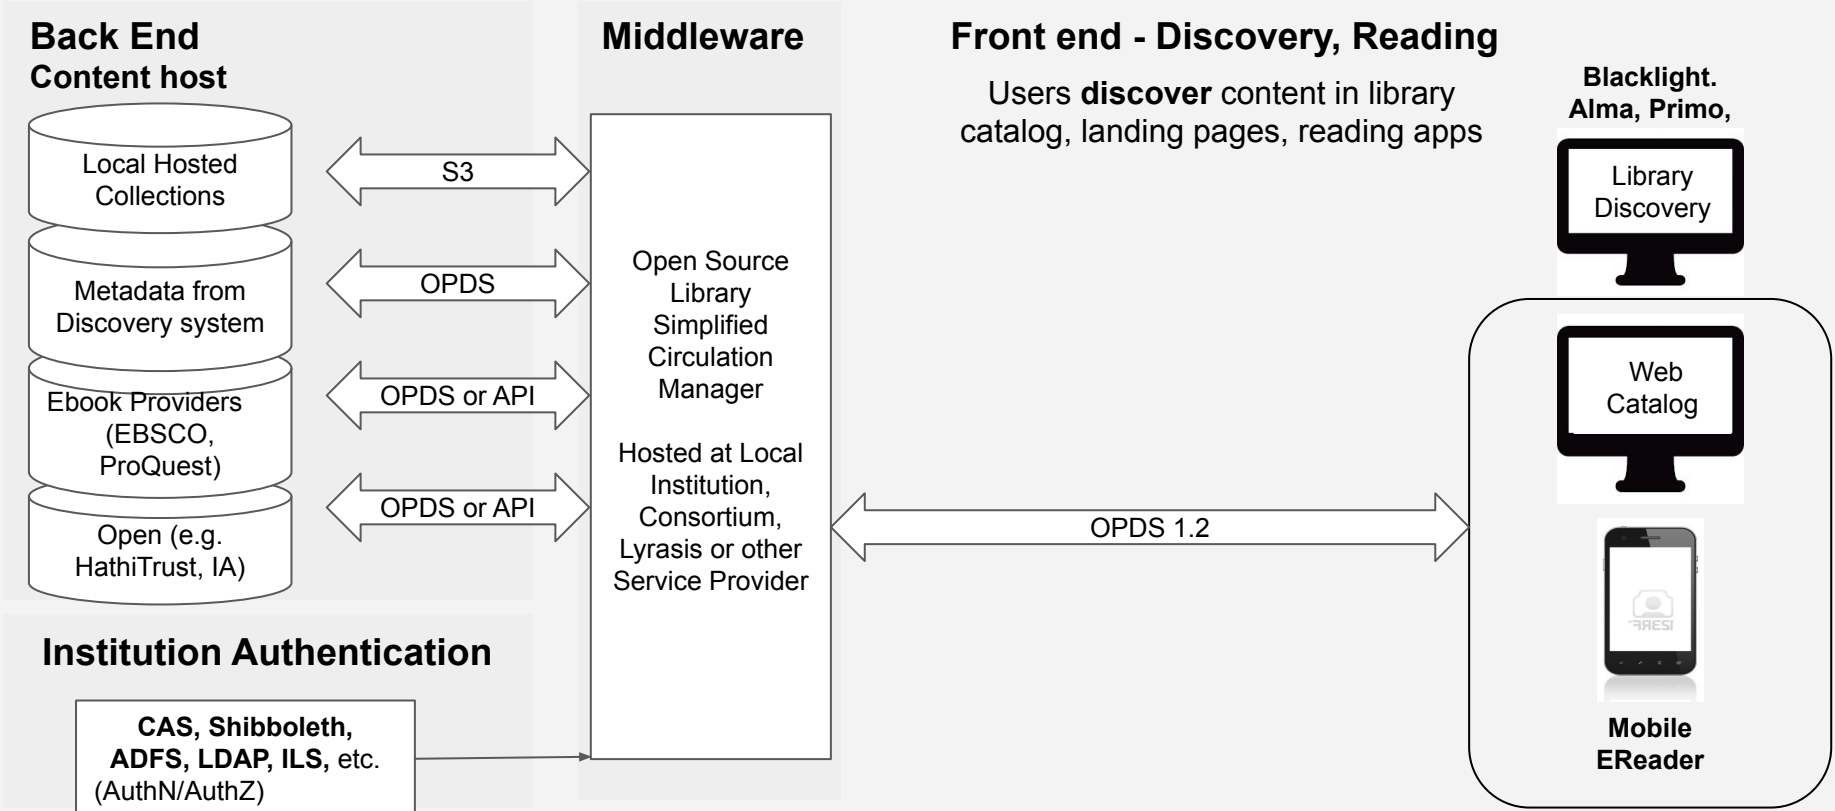 Back End
Content host
Local Hosted
Collections
Metadata from
Discovery system
Ebook Providers
(EBSCO,
ProQuest)
Open (e.g.
HathiTrust, IA)
S3
OPDS
OPDS or API
OPDS or API
Institution Authentication
CAS, Shibboleth,
ADFS, LDAP, ILS, etc.
(AuthN/AuthZ)
Middleware
Open Source
Library
Simplified
Circulation
Manager
Hosted at Local
Institution,
Consortium,
Lyrasis or other
Service Provider
Front end - Discovery, Reading
Users discover content in library
catalog, landing pages, reading apps
OPDS 1.2
Blacklight.
Alma, Primo,
Library
Discovery
Web
Catalog
123RF
Mobile
EReader